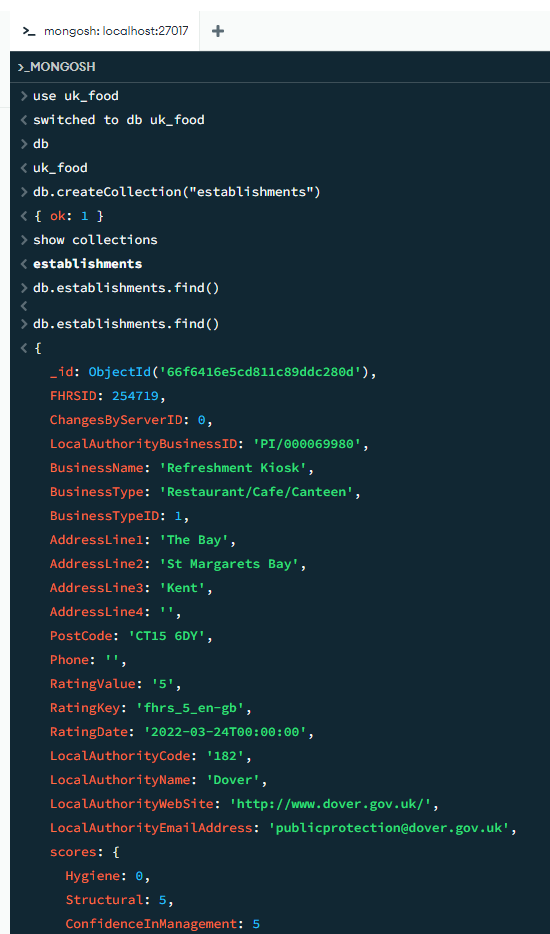 >_ mongosh: localhost:27017 +
>_MONGOSH
> use uk_food
< switched to db uk_food
> db
< uk_food
> db.createCollection("establishments")
< { ok: 1 }
> show collections
< establishments
> db.establishments.find()
<
> db.establishments.find()
< {
_id: ObjectId('66f6416e5cd811c89ddc280d'),
FHRSID: 254719,
ChangesByServerID: 0,
LocalAuthorityBusinessID: 'PI/000069980',
BusinessName: 'Refreshment Kiosk',
BusinessType: 'Restaurant/Cafe/Canteen',
BusinessTypeID: 1,
AddressLine1: 'The Bay',
AddressLine2: 'St Margarets Bay',
AddressLine3: 'Kent',
AddressLine4: '',
PostCode: 'CT15 6DY',
Phone: '',
RatingValue: '5',
RatingKey: 'fhrs_5_en-gb',
RatingDate: '2022-03-24T00:00:00',
LocalAuthorityCode: '182',
LocalAuthorityName: 'Dover',
LocalAuthorityWebSite: 'http://www.dover.gov.uk/',
LocalAuthorityEmailAddress: 'publicprotection@dover.gov.uk',
scores: {
Hygiene: 0,
Structural: 5,
ConfidenceInManagement: 5